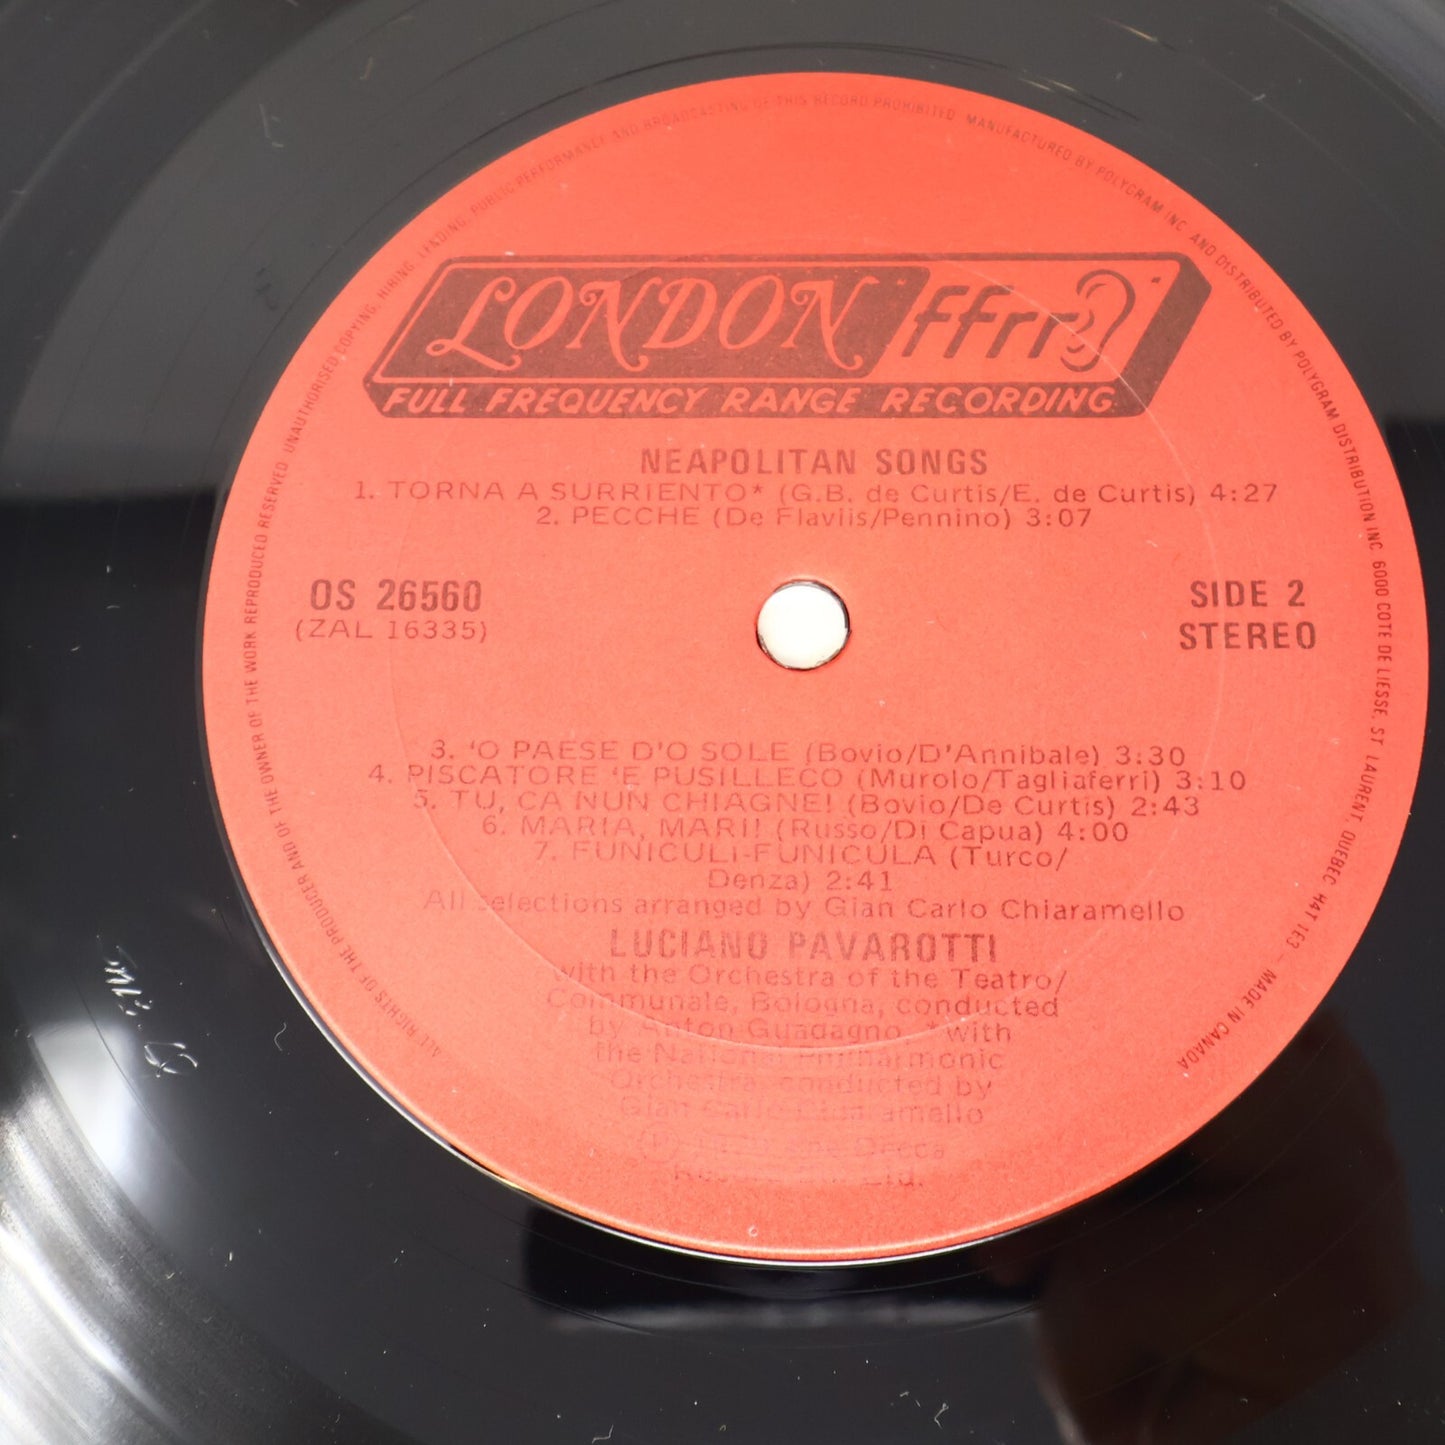 ALL RIGHTS OF THE PRODUCER AND OF THE OWNER OF THE WORK REPRODUCED RESERVED UNAUTHORISED COPYING, HIRING, LENDING, PUBLIC PERFORMANCE AND BROADCASTING OF THIS RECORD PROHIBITED MANUFACTURED BY POLYGRAM INC AND DISTRIBUTED BY POLYGRAM DISTRIBUTION INC 6000 COTE DE LIESSE, ST LAURENT, QUEBEC H4T 1E3 – MADE IN CANADA
LONDON ffrr
FULL FREQUENCY RANGE RECORDING
NEAPOLITAN SONGS
1. TORNA A SURRIENTO* (G.B. de Curtis/E. de Curtis) 4:27
2. PECCHE (De Flaviis/Pennino) 3:07
OS 26560
(ZAL 16335)
SIDE 2
STEREO
3. 'O PAESE D'O SOLE (Bovio/D'Annibale) 3:30
4. PISCATORE 'E PUSILLECO (Murolo/Tagliaferri) 3:10
5. TU, CA NUN CHIAGNE! (Bovio/De Curtis) 2:43
6. MARIA, MARI! (Russo/Di Capua) 4:00
7. FUNICULI-FUNICULA (Turco/
Denza) 2:41
All selections arranged by Gian Carlo Chiaramello
LUCIANO PAVAROTTI
with the Orchestra of the Teatro/
Communale, Bologna, conducted
by Anton Guadagno, *with
the National Philharmonic
Orchestra, conducted by
Gian Carlo Chiaramello
℗ The Decca
Ltd.